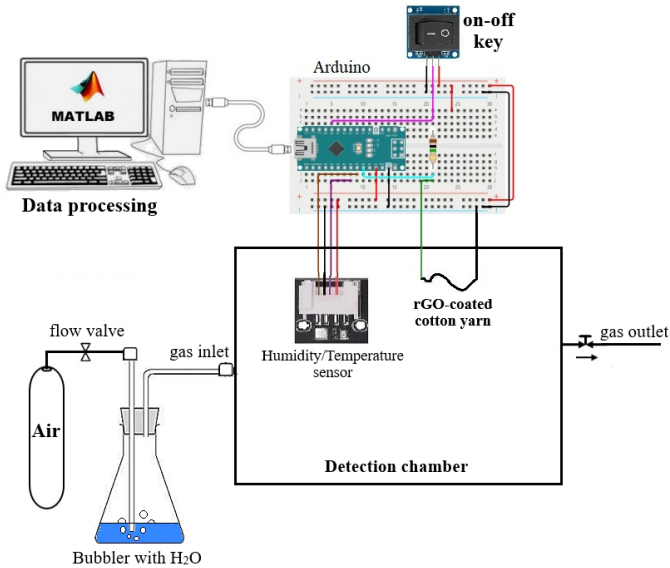 on-off
key
Arduino
MATLAB
Data processing
rGO-coated
cotton yarn
flow valve
gas inlet
gas outlet
Humidity/Temperature
sensor
Air
Detection chamber
Bubbler with H2O